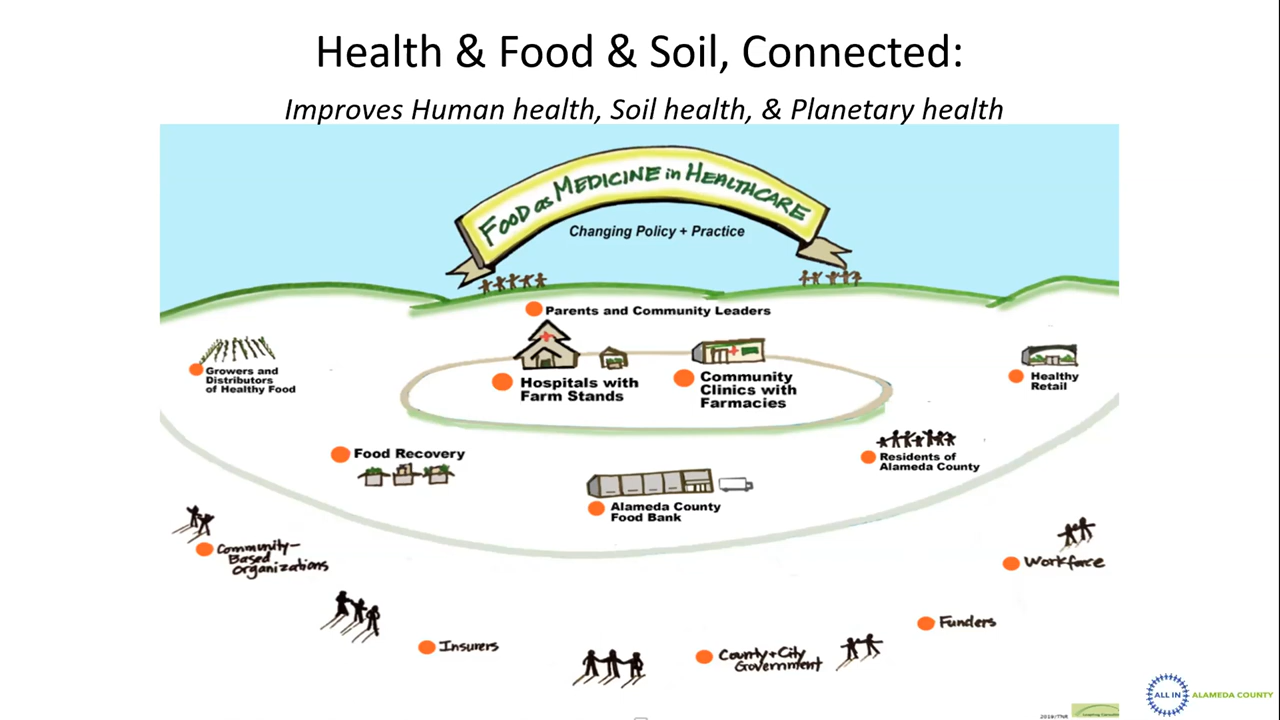 Health & Food & Soil, Connected:
Improves Human health, Soil health, & Planetary health
FOOD as MEDICINE in HEALTHCARE
Changing Policy + Practice
Parents and Community Leaders
Growers and
Distributors
of Healthy Food
Hospitals with
Farm Stands
Community
Clinics with
Farmacies
Healthy
Retail
Food Recovery
Residents of
Alameda County
Alameda County
Food Bank
Community-
Based
Organizations
Workforce
Insurers
County + City
Government
Funders
ALL IN ALAMEDA COUNTY
2018/TNR